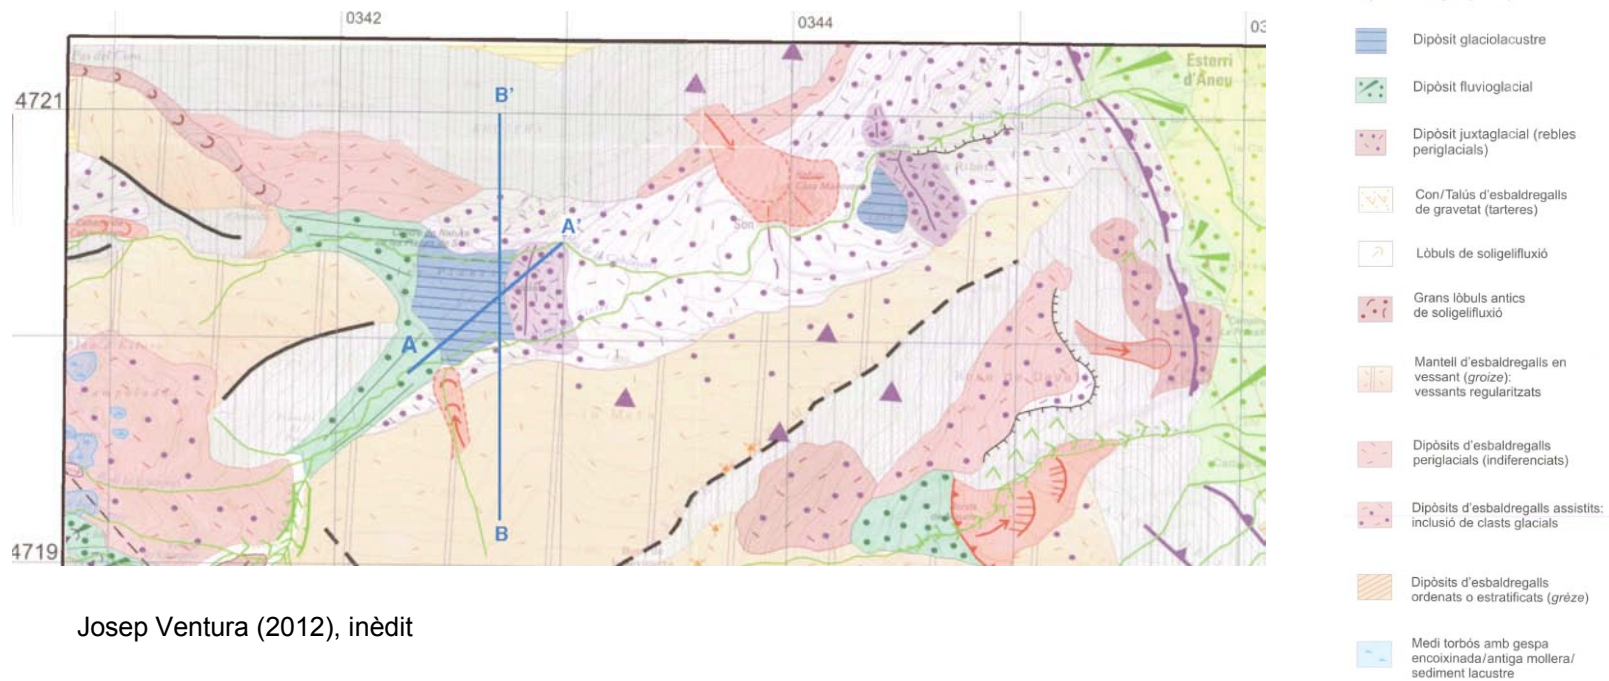 0342
0344
03
4721
4719
B'
A'
A
B
Esterri
d'Àneu
Son
Dipòsit glaciolacustre
Dipòsit fluvioglacial
Dipòsit juxtaglacial (rebles
periglacials)
Con/Talús d'esbaldregalls
de gravetat (tarteres)
Lòbuls de soligelifluxió
Grans lòbuls antics
de soligelifluxió
Mantell d'esbaldregalls en
vessant (groize):
vessants regularitzats
Dipòsits d'esbaldregalls
periglacials (indiferenciats)
Dipòsits d'esbaldregalls assistits:
inclusió de clasts glacials
Dipòsits d'esbaldregalls
ordenats o estratificats (grèze)
Medi torbós amb gespa
encoixinada/antiga mollera/
sediment lacustre
Josep Ventura (2012), inèdit